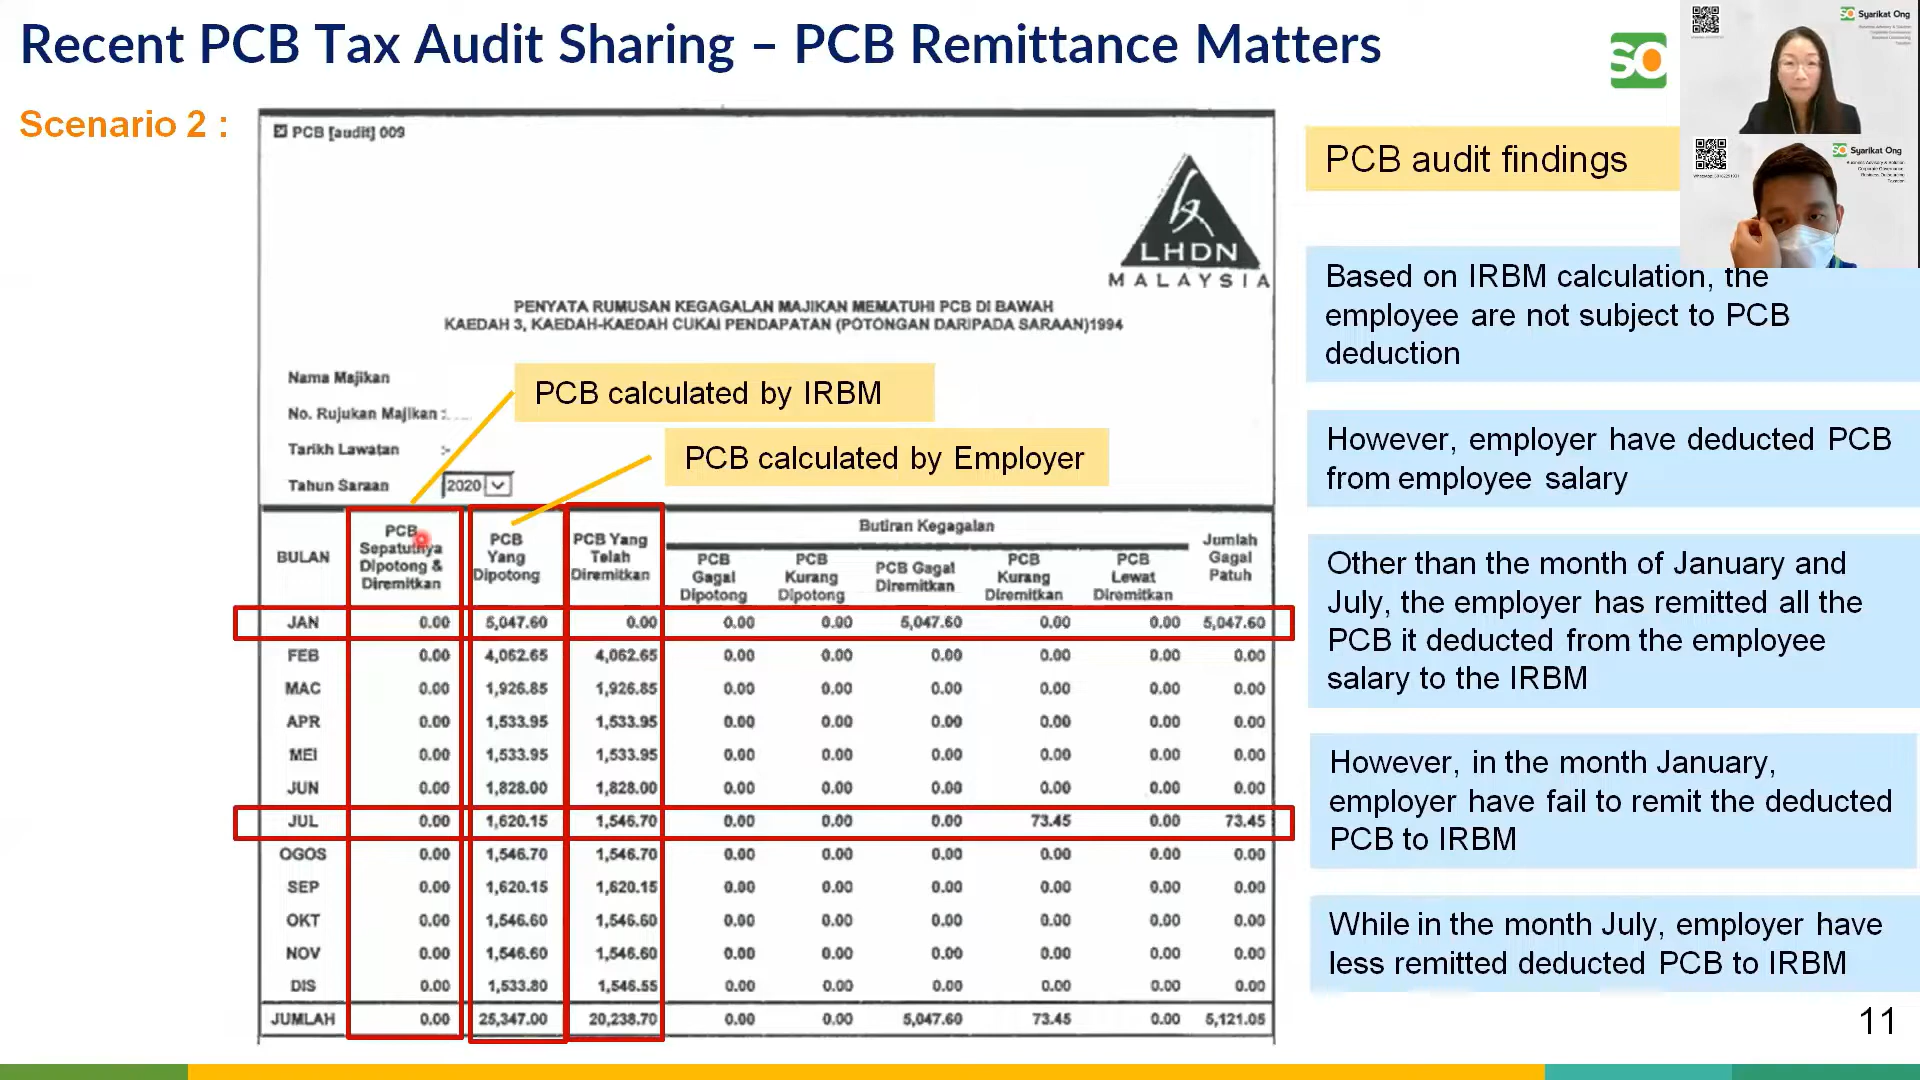 Recent PCB Tax Audit Sharing – PCB Remittance Matters
SO
Syarikat Ong
Syarikat Ong
Scenario 2 :
PCB [audit] 009
LHDN
MALAYSIA
PENYATA RUMUSAN KEGAGALAN MAJIKAN MEMATUHI PCB DI BAWAH
KAEDAH 3, KAEDAH-KAEDAH CUKAI PENDAPATAN (POTONGAN DARIPADA SARAAN)1994
Nama Majikan
No. Rujukan Majikan :
Tarikh Lawatan :-
Tahun Saraan 2020
PCB calculated by IRBM
PCB calculated by Employer
BULAN
PCB
Sepatutnya
Dipotong &
Diremitkan
PCB
Yang
Dipotong
PCB Yang
Telah
Diremitkan
Butiran Kegagalan
PCB
Gagal
Dipotong
PCB
Kurang
Dipotong
PCB Gagal
Diremitkan
PCB
Kurang
Diremitkan
PCB
Lewat
Diremitkan
Jumlah
Gagal
Patuh
JAN 0.00 5,047.60 0.00 0.00 0.00 5,047.60 0.00 0.00 5,047.60
FEB 0.00 4,062.65 4,062.65 0.00 0.00 0.00 0.00 0.00 0.00
MAC 0.00 1,926.85 1,926.85 0.00 0.00 0.00 0.00 0.00 0.00
APR 0.00 1,533.95 1,533.95 0.00 0.00 0.00 0.00 0.00 0.00
MEI 0.00 1,533.95 1,533.95 0.00 0.00 0.00 0.00 0.00 0.00
JUN 0.00 1,828.00 1,828.00 0.00 0.00 0.00 0.00 0.00 0.00
JUL 0.00 1,620.15 1,546.70 0.00 0.00 0.00 73.45 0.00 73.45
OGOS 0.00 1,546.70 1,546.70 0.00 0.00 0.00 0.00 0.00 0.00
SEP 0.00 1,620.15 1,620.15 0.00 0.00 0.00 0.00 0.00 0.00
OKT 0.00 1,546.60 1,546.60 0.00 0.00 0.00 0.00 0.00 0.00
NOV 0.00 1,546.60 1,546.60 0.00 0.00 0.00 0.00 0.00 0.00
DIS 0.00 1,533.80 1,546.55 0.00 0.00 0.00 0.00 0.00 0.00
JUMLAH 0.00 25,347.00 20,238.70 0.00 0.00 5,047.60 73.45 0.00 5,121.05
PCB audit findings
Based on IRBM calculation, the
employee are not subject to PCB
deduction
However, employer have deducted PCB
from employee salary
Other than the month of January and
July, the employer has remitted all the
PCB it deducted from the employee
salary to the IRBM
However, in the month January,
employer have fail to remit the deducted
PCB to IRBM
While in the month July, employer have
less remitted deducted PCB to IRBM
11